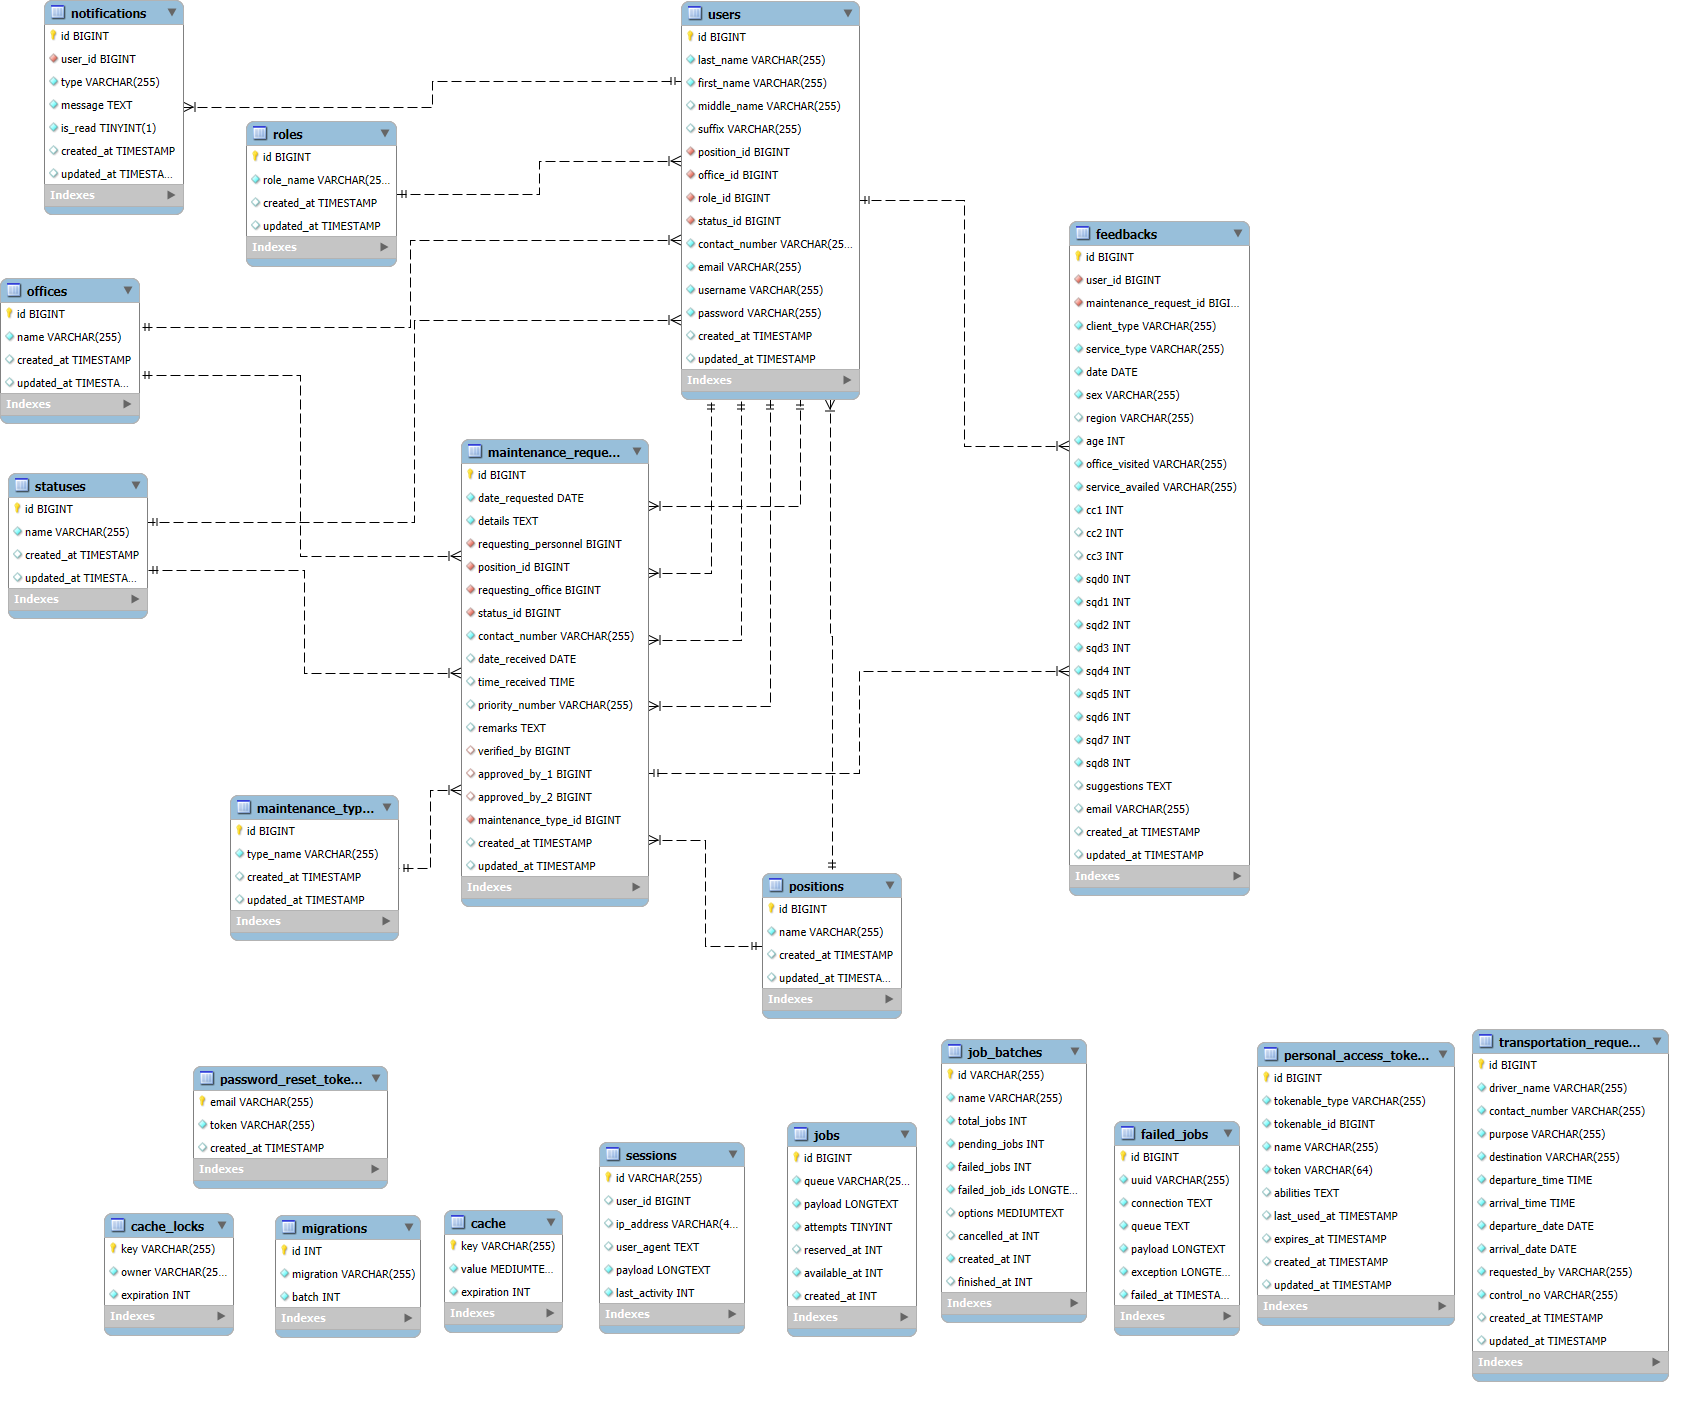 notifications
id BIGINT
user_id BIGINT
type VARCHAR(255)
message TEXT
is_read TINYINT(1)
created_at TIMESTAMP
updated_at TIMESTA...
Indexes
roles
id BIGINT
role_name VARCHAR(25...
created_at TIMESTAMP
updated_at TIMESTAMP
Indexes
users
id BIGINT
last_name VARCHAR(255)
first_name VARCHAR(255)
middle_name VARCHAR(255)
suffix VARCHAR(255)
position_id BIGINT
office_id BIGINT
role_id BIGINT
status_id BIGINT
contact_number VARCHAR(25...
email VARCHAR(255)
username VARCHAR(255)
password VARCHAR(255)
created_at TIMESTAMP
updated_at TIMESTAMP
Indexes
offices
id BIGINT
name VARCHAR(255)
created_at TIMESTAMP
updated_at TIMESTA...
Indexes
statuses
id BIGINT
name VARCHAR(255)
created_at TIMESTAMP
updated_at TIMESTA...
Indexes
maintenance_reque...
id BIGINT
date_requested DATE
details TEXT
requesting_personnel BIGINT
position_id BIGINT
requesting_office BIGINT
status_id BIGINT
contact_number VARCHAR(255)
date_received DATE
time_received TIME
priority_number VARCHAR(255)
remarks TEXT
verified_by BIGINT
approved_by_1 BIGINT
approved_by_2 BIGINT
maintenance_type_id BIGINT
created_at TIMESTAMP
updated_at TIMESTAMP
Indexes
feedbacks
id BIGINT
user_id BIGINT
maintenance_request_id BIGI...
client_type VARCHAR(255)
service_type VARCHAR(255)
date DATE
sex VARCHAR(255)
region VARCHAR(255)
age INT
office_visited VARCHAR(255)
service_availed VARCHAR(255)
cc1 INT
cc2 INT
cc3 INT
sqd0 INT
sqd1 INT
sqd2 INT
sqd3 INT
sqd4 INT
sqd5 INT
sqd6 INT
sqd7 INT
sqd8 INT
suggestions TEXT
email VARCHAR(255)
created_at TIMESTAMP
updated_at TIMESTAMP
Indexes
maintenance_typ...
id BIGINT
type_name VARCHAR(255)
created_at TIMESTAMP
updated_at TIMESTAMP
Indexes
positions
id BIGINT
name VARCHAR(255)
created_at TIMESTAMP
updated_at TIMESTA...
Indexes
password_reset_toke...
email VARCHAR(255)
token VARCHAR(255)
created_at TIMESTAMP
Indexes
cache_locks
key VARCHAR(255)
owner VARCHAR(25...
expiration INT
Indexes
migrations
id INT
migration VARCHAR(255)
batch INT
Indexes
cache
key VARCHAR(255)
value MEDIUMTE...
expiration INT
Indexes
sessions
id VARCHAR(255)
user_id BIGINT
ip_address VARCHAR(4...
user_agent TEXT
payload LONGTEXT
last_activity INT
Indexes
jobs
id BIGINT
queue VARCHAR(25...
payload LONGTEXT
attempts TINYINT
reserved_at INT
available_at INT
created_at INT
Indexes
job_batches
id VARCHAR(255)
name VARCHAR(255)
total_jobs INT
pending_jobs INT
failed_jobs INT
failed_job_ids LONGTE...
options MEDIUMTEXT
cancelled_at INT
created_at INT
finished_at INT
Indexes
failed_jobs
id BIGINT
uuid VARCHAR(255)
connection TEXT
queue TEXT
payload LONGTEXT
exception LONGTE...
failed_at TIMESTA...
Indexes
personal_access_toke...
id BIGINT
tokenable_type VARCHAR(255)
tokenable_id BIGINT
name VARCHAR(255)
token VARCHAR(64)
abilities TEXT
last_used_at TIMESTAMP
expires_at TIMESTAMP
created_at TIMESTAMP
updated_at TIMESTAMP
Indexes
transportation_reque...
id BIGINT
driver_name VARCHAR(255)
contact_number VARCHAR(255)
purpose VARCHAR(255)
destination VARCHAR(255)
departure_time TIME
arrival_time TIME
departure_date DATE
arrival_date DATE
requested_by VARCHAR(255)
control_no VARCHAR(255)
created_at TIMESTAMP
updated_at TIMESTAMP
Indexes